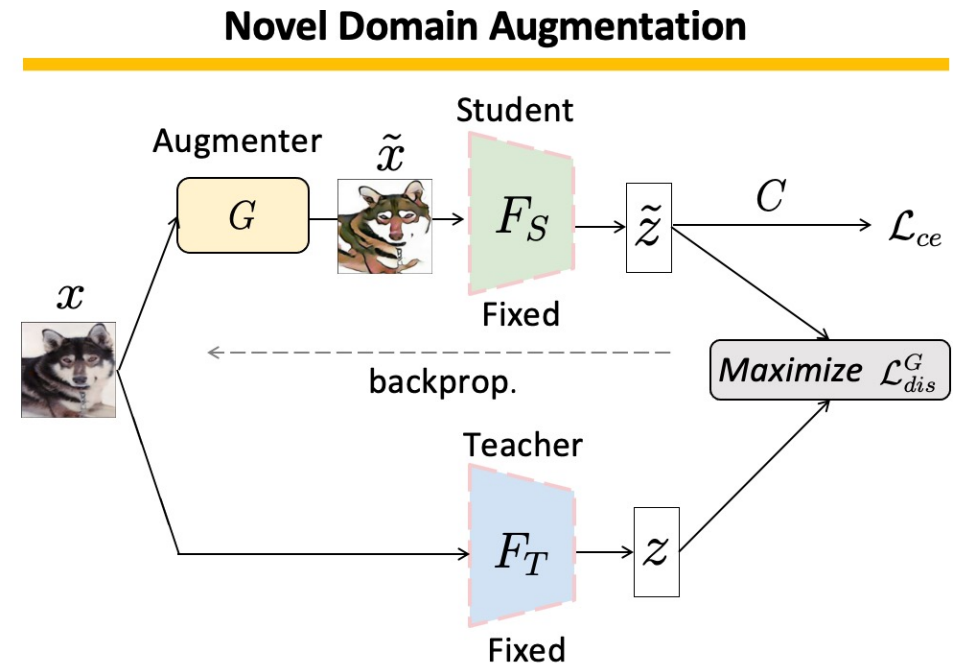 Novel Domain Augmentation
Student
Augmenter
x̃
G
F_S
z̃
C
ℒ_ce
x
Fixed
backprop.
Maximize ℒ^G_dis
Teacher
F_T
z
Fixed